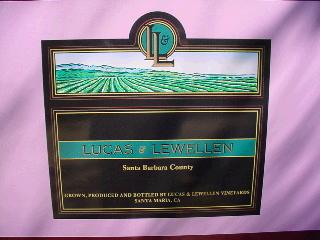 L&L
LUCAS & LEWELLEN
Santa Barbara County
GROWN, PRODUCED AND BOTTLED BY LUCAS & LEWELLEN VINEYARDS
SANTA MARIA, CA